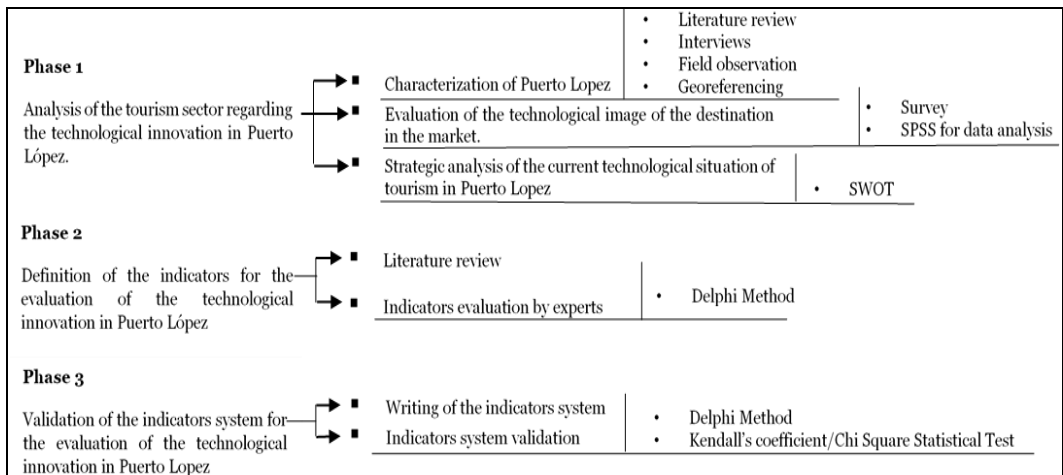 Phase 1
Analysis of the tourism sector regarding
the technological innovation in Puerto
López.
Characterization of Puerto Lopez
• Literature review
• Interviews
• Field observation
• Georeferencing
Evaluation of the technological image of the destination
in the market.
• Survey
• SPSS for data analysis
Strategic analysis of the current technological situation of
tourism in Puerto Lopez
• SWOT
Phase 2
Definition of the indicators for the
evaluation of the technological
innovation in Puerto López
Literature review
Indicators evaluation by experts
• Delphi Method
Phase 3
Validation of the indicators system for
the evaluation of the technological
innovation in Puerto Lopez
Writing of the indicators system
Indicators system validation
• Delphi Method
• Kendall's coefficient/Chi Square Statistical Test